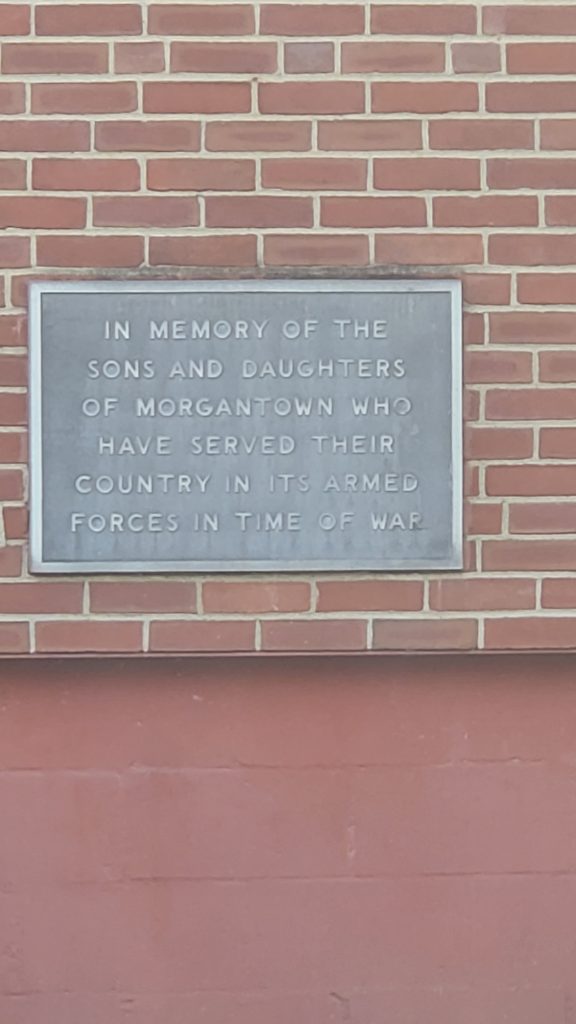 IN MEMORY OF THE
SONS AND DAUGHTERS
OF MORGANTOWN WHO
HAVE SERVED THEIR
COUNTRY IN ITS ARMED
FORCES IN TIME OF WAR